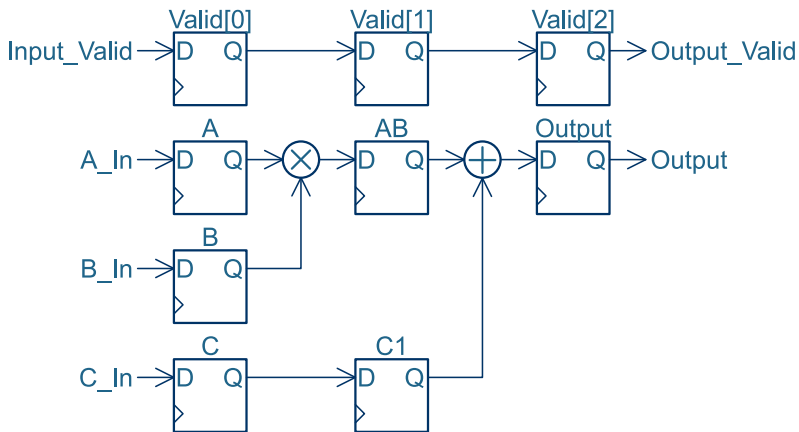 Valid[0] Valid[1] Valid[2]
Input_Valid D Q D Q D Q Output_Valid
A AB Output
A_In D Q D Q D Q Output
B
B_In D Q
C C1
C_In D Q D Q